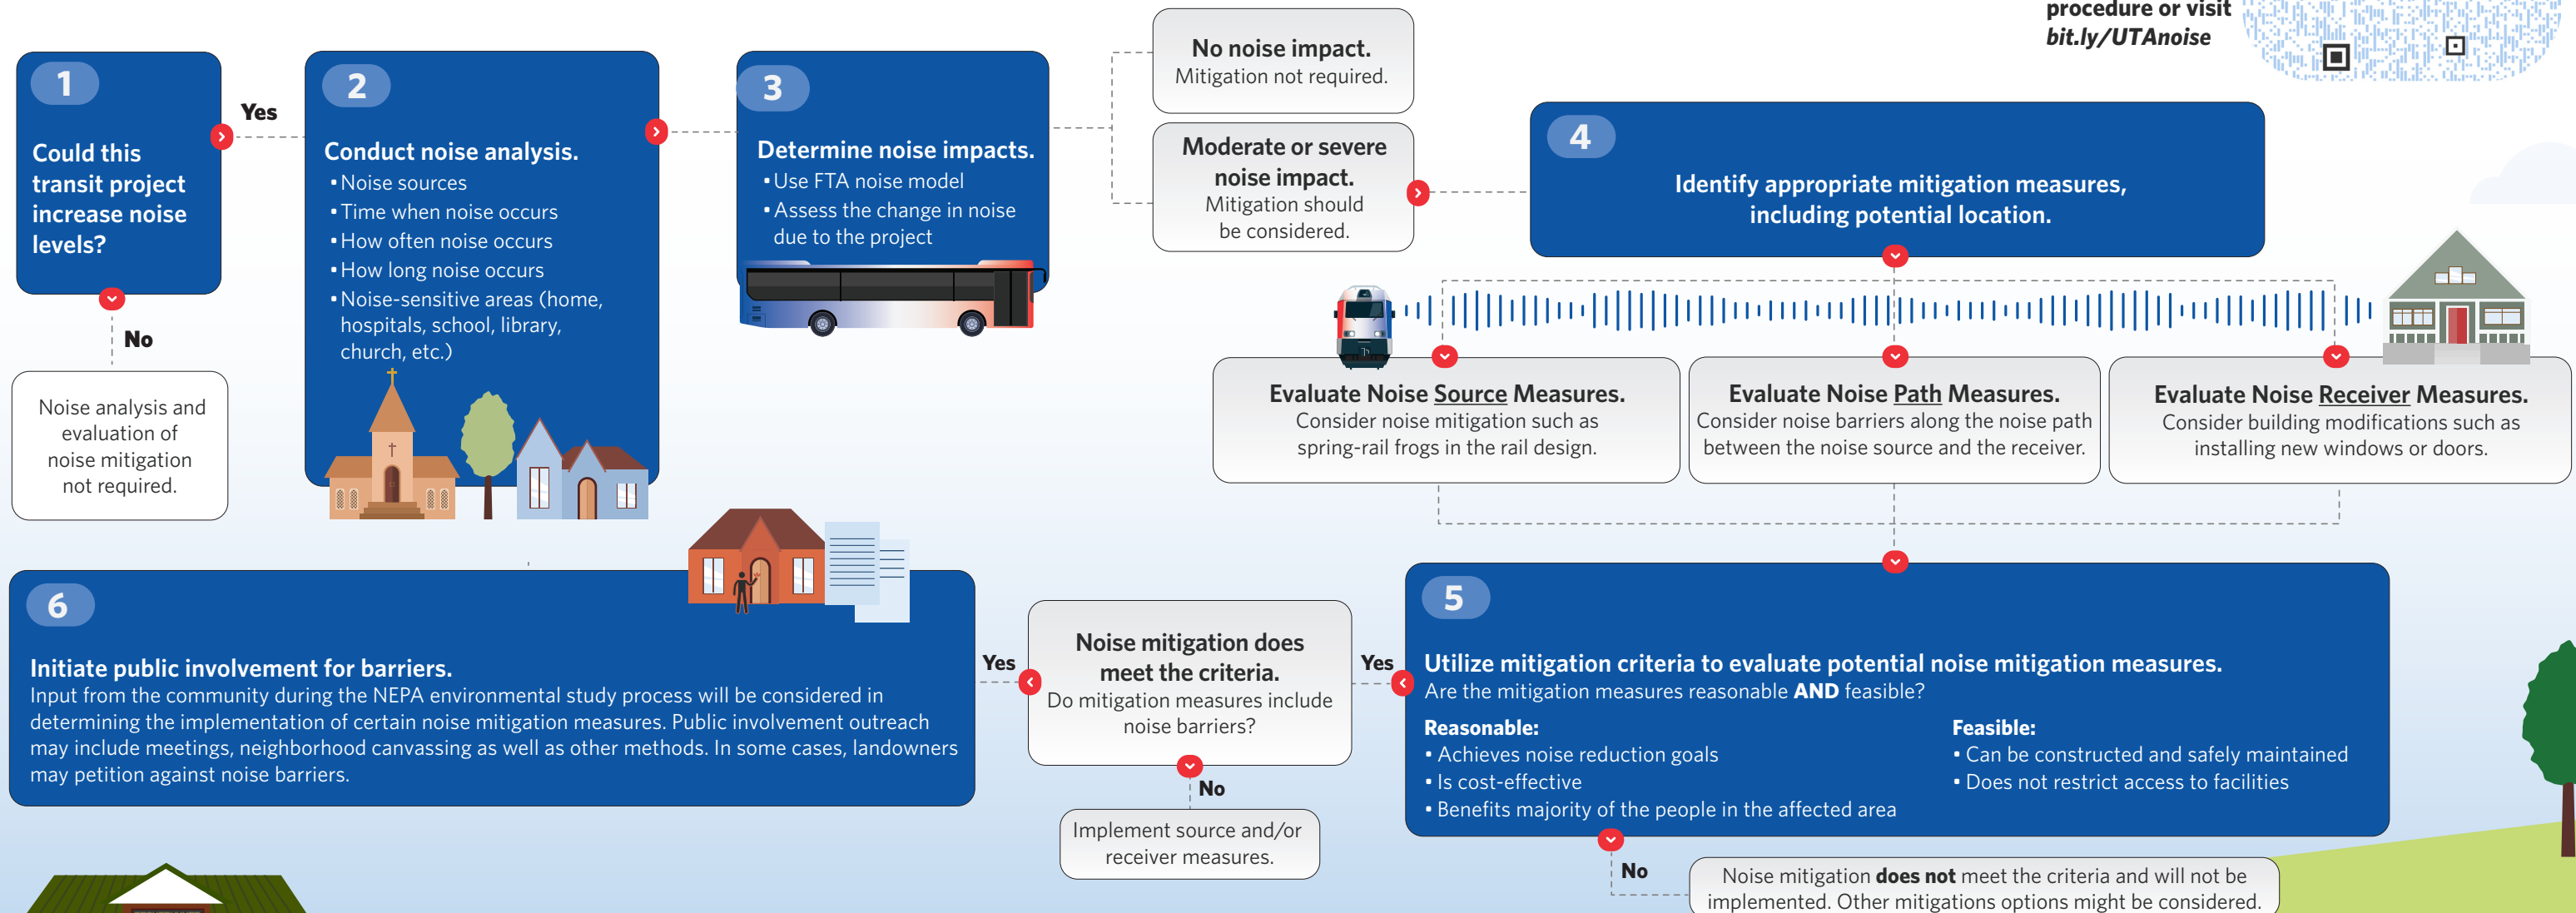 procedure or visit
bit.ly/UTAnoise
1
Could this
transit project
increase noise
levels?
Yes
No
Noise analysis and
evaluation of
noise mitigation
not required.
2
Conduct noise analysis.
▪ Noise sources
▪ Time when noise occurs
▪ How often noise occurs
▪ How long noise occurs
▪ Noise-sensitive areas (home,
hospitals, school, library,
church, etc.)
3
Determine noise impacts.
▪ Use FTA noise model
▪ Assess the change in noise
due to the project
No noise impact.
Mitigation not required.
Moderate or severe
noise impact.
Mitigation should
be considered.
4
Identify appropriate mitigation measures,
including potential location.
Evaluate Noise Source Measures.
Consider noise mitigation such as
spring-rail frogs in the rail design.
Evaluate Noise Path Measures.
Consider noise barriers along the noise path
between the noise source and the receiver.
Evaluate Noise Receiver Measures.
Consider building modifications such as
installing new windows or doors.
5
Utilize mitigation criteria to evaluate potential noise mitigation measures.
Are the mitigation measures reasonable AND feasible?
Reasonable:
▪ Achieves noise reduction goals
▪ Is cost-effective
▪ Benefits majority of the people in the affected area
Feasible:
▪ Can be constructed and safely maintained
▪ Does not restrict access to facilities
No
Noise mitigation does not meet the criteria and will not be
implemented. Other mitigations options might be considered.
Yes
Noise mitigation does
meet the criteria.
Do mitigation measures include
noise barriers?
No
Implement source and/or
receiver measures.
Yes
6
Initiate public involvement for barriers.
Input from the community during the NEPA environmental study process will be considered in
determining the implementation of certain noise mitigation measures. Public involvement outreach
may include meetings, neighborhood canvassing as well as other methods. In some cases, landowners
may petition against noise barriers.